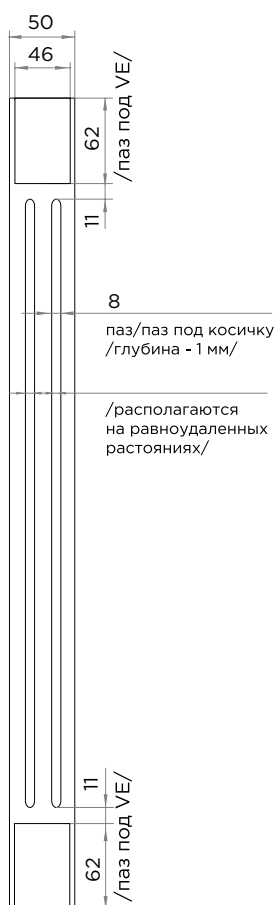 50
46
62
/паз под VE/
11
8
паз/паз под косичку
/глубина - 1 мм/
/располагаются
на равноудаленных
растояниях/
11
62
/паз под VE/